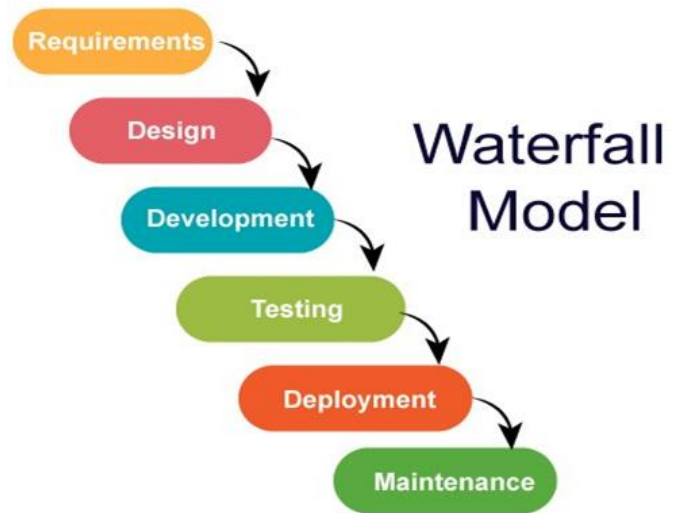 Requirements
Design
Waterfall
Model
Development
Testing
Deployment
Maintenance